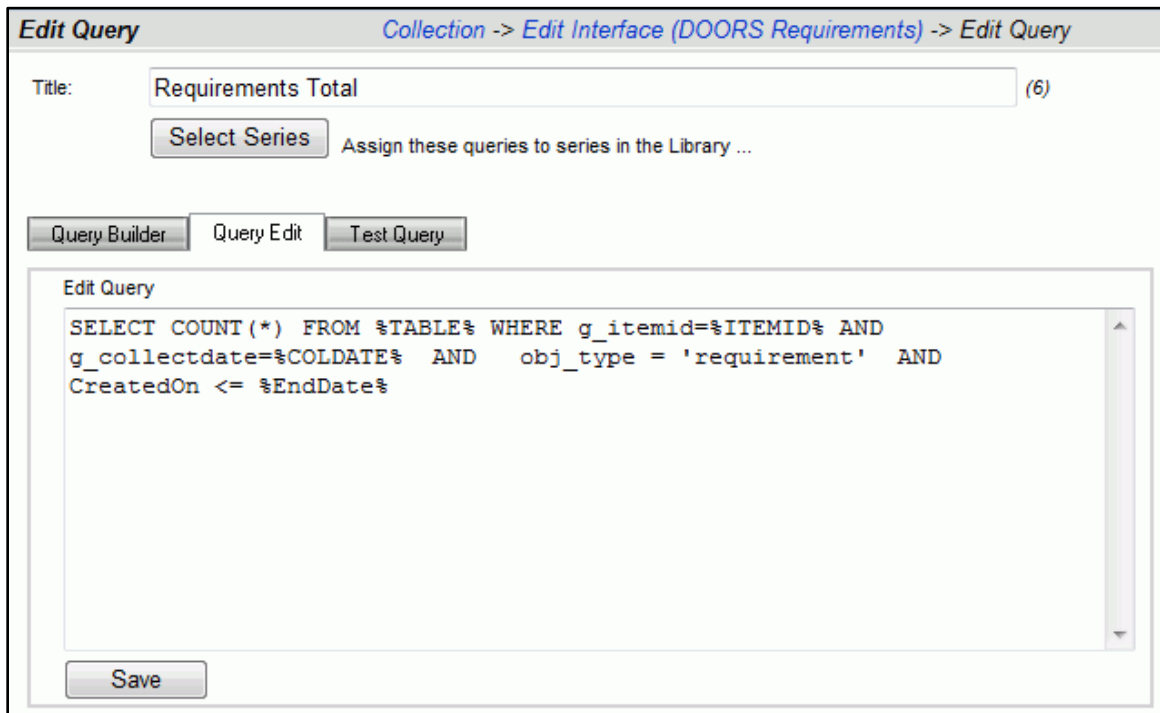 Edit Query Collection -> Edit Interface (DOORS Requirements) -> Edit Query
Title: Requirements Total (6)
Select Series Assign these queries to series in the Library ...
Query Builder Query Edit Test Query
Edit Query
SELECT COUNT(*) FROM %TABLE% WHERE g_itemid=%ITEMID% AND
g_collectdate=%COLDATE%  AND   obj_type = 'requirement'  AND
CreatedOn <= %EndDate%
Save